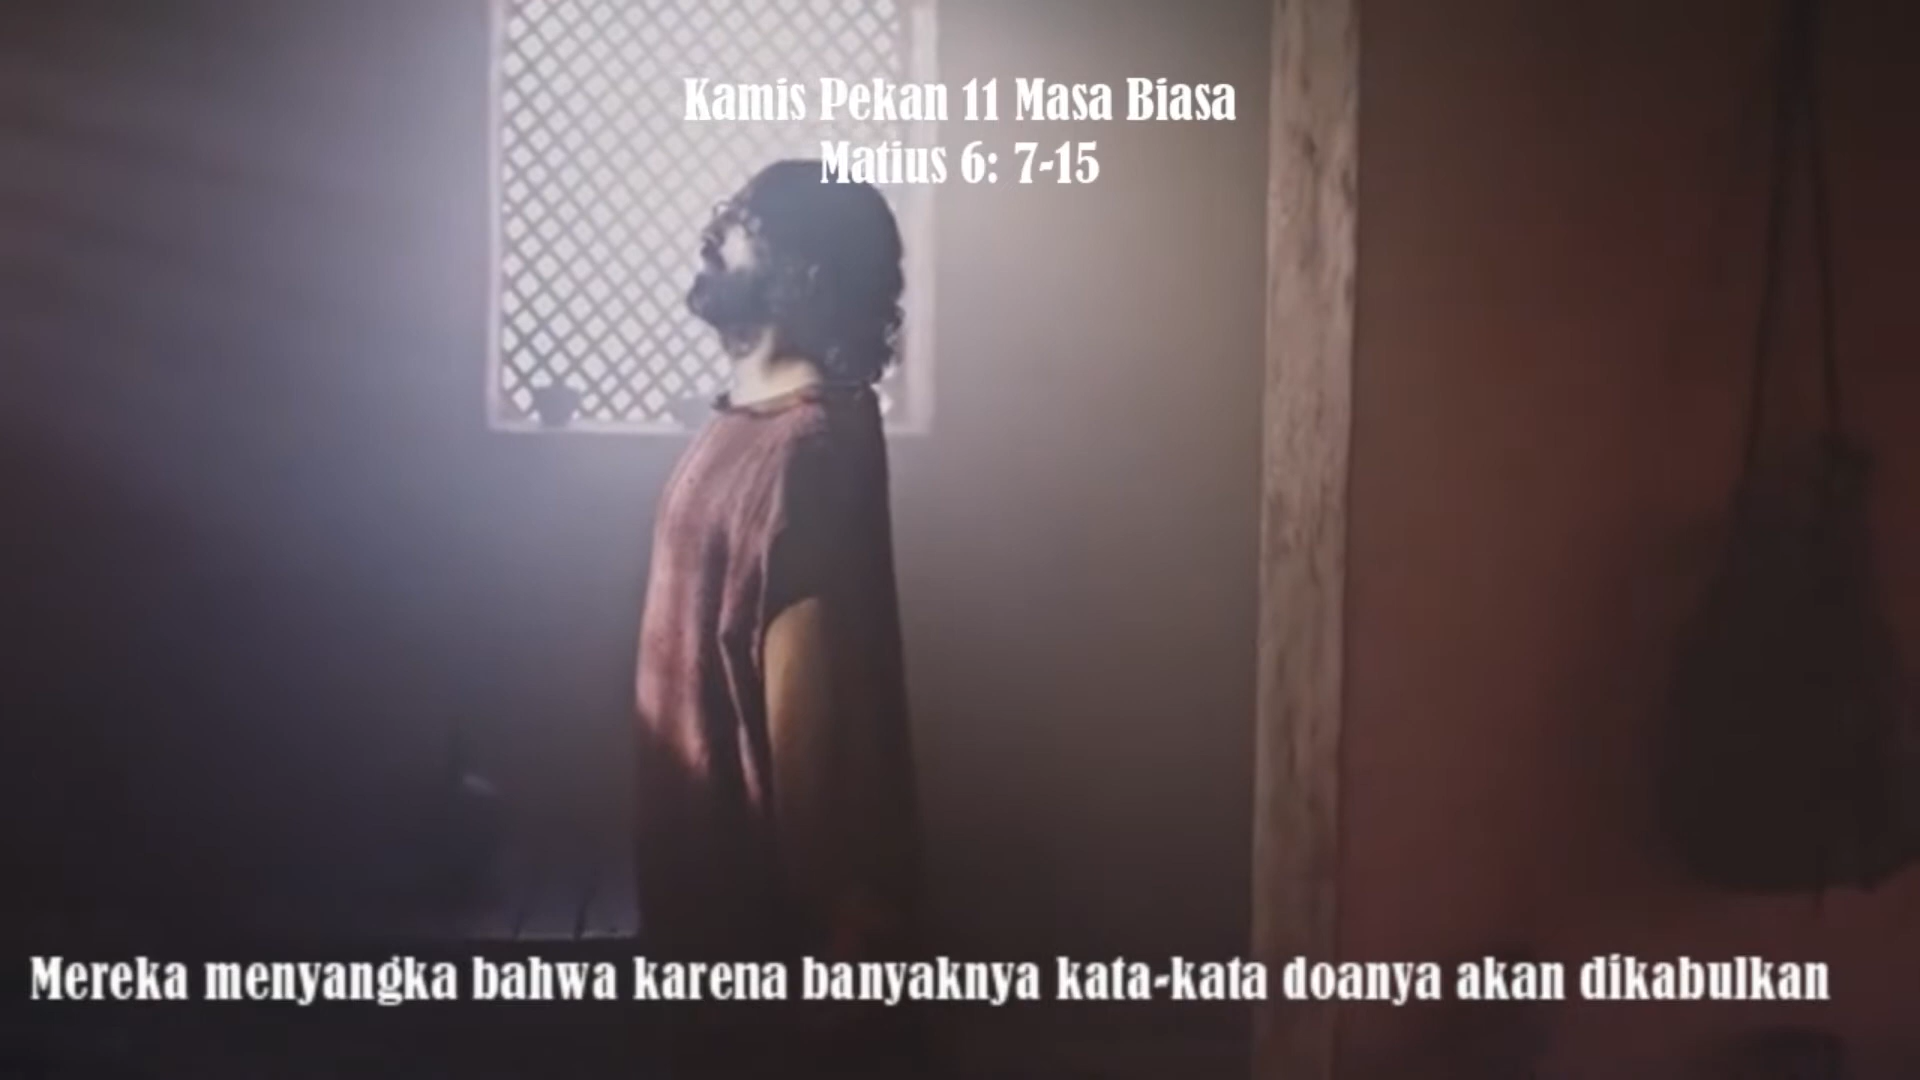 Kamis Pekan 11 Masa Biasa
Matius 6: 7-15
Mereka menyangka bahwa karena banyaknya kata-kata doanya akan dikabulkan